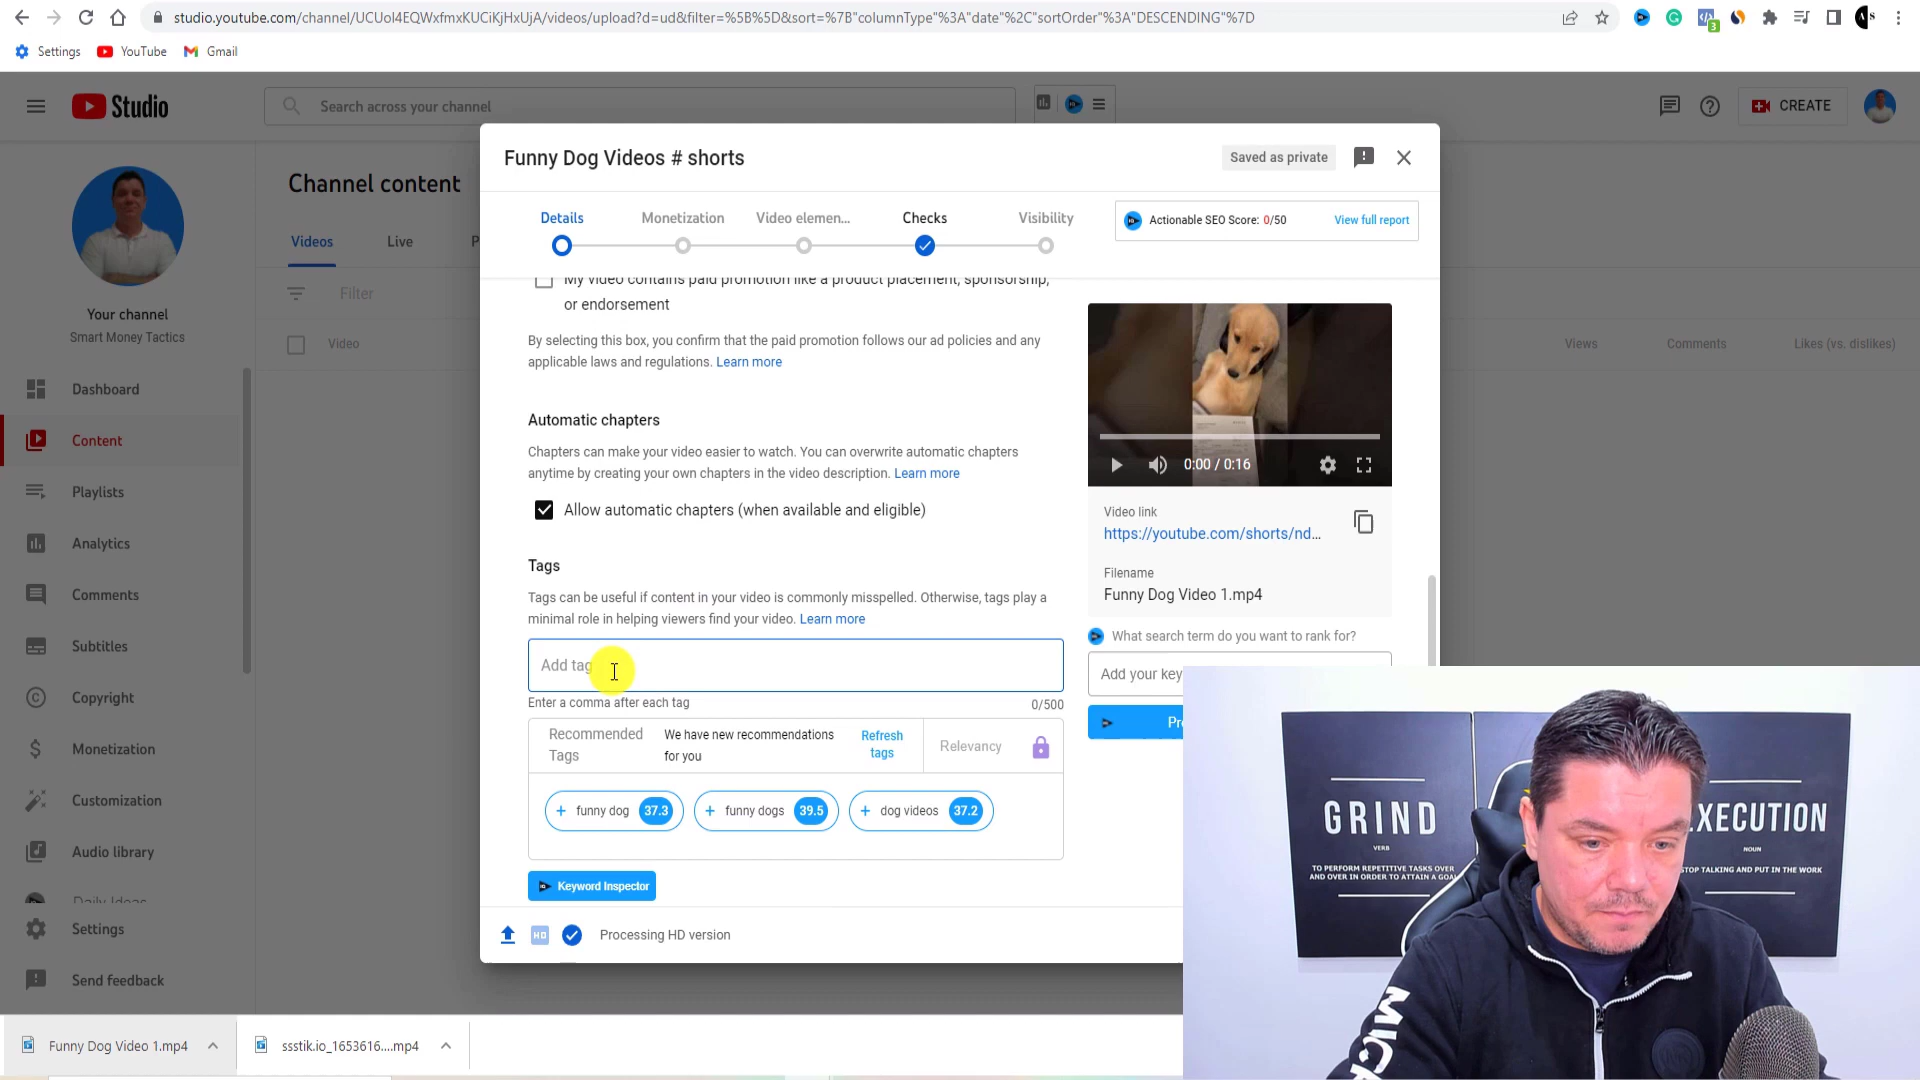 studio.youtube.com/channel/UCUol4EQWxfmxKUCiKjHxUjA/videos/upload?d=ud&filter=%5B%5D&sort=%7B"columnType"%3A"date"%2C"sortOrder"%3A"DESCENDING"%7D
3
Settings
YouTube
Gmail
Studio
Search across your channel
CREATE
Channel content
Videos
Live
P
Filter
Video
Views
Comments
Likes (vs. dislikes)
Your channel
Smart Money Tactics
Dashboard
Content
Playlists
Analytics
Comments
Subtitles
Copyright
Monetization
Customization
Audio library
Daily Ideas
Settings
Send feedback
Funny Dog Videos # shorts
Saved as private
Details
Monetization
Video elemen...
Checks
Visibility
Actionable SEO Score: 0/50
View full report
My video contains paid promotion like a product placement, sponsorship,
or endorsement
By selecting this box, you confirm that the paid promotion follows our ad policies and any
applicable laws and regulations. Learn more
Automatic chapters
Chapters can make your video easier to watch. You can overwrite automatic chapters
anytime by creating your own chapters in the video description. Learn more
Allow automatic chapters (when available and eligible)
Tags
Tags can be useful if content in your video is commonly misspelled. Otherwise, tags play a
minimal role in helping viewers find your video. Learn more
Add tag
Enter a comma after each tag
0/500
Recommended
Tags
We have new recommendations
for you
Refresh
tags
Relevancy
+ funny dog 37.3
+ funny dogs 39.5
+ dog videos 37.2
Keyword Inspector
HD
Processing HD version
0:00 / 0:16
Video link
https://youtube.com/shorts/nd...
Filename
Funny Dog Video 1.mp4
What search term do you want to rank for?
Add your key
Pr
GRIND
VERB
TO PERFORM REPETITIVE TASKS OVER
AND OVER IN ORDER TO ATTAIN A GOA
EXECUTION
NOUN
STOP TALKING AND PUT IN THE WORK
Funny Dog Video 1.mp4
ssstik.io_1653616....mp4